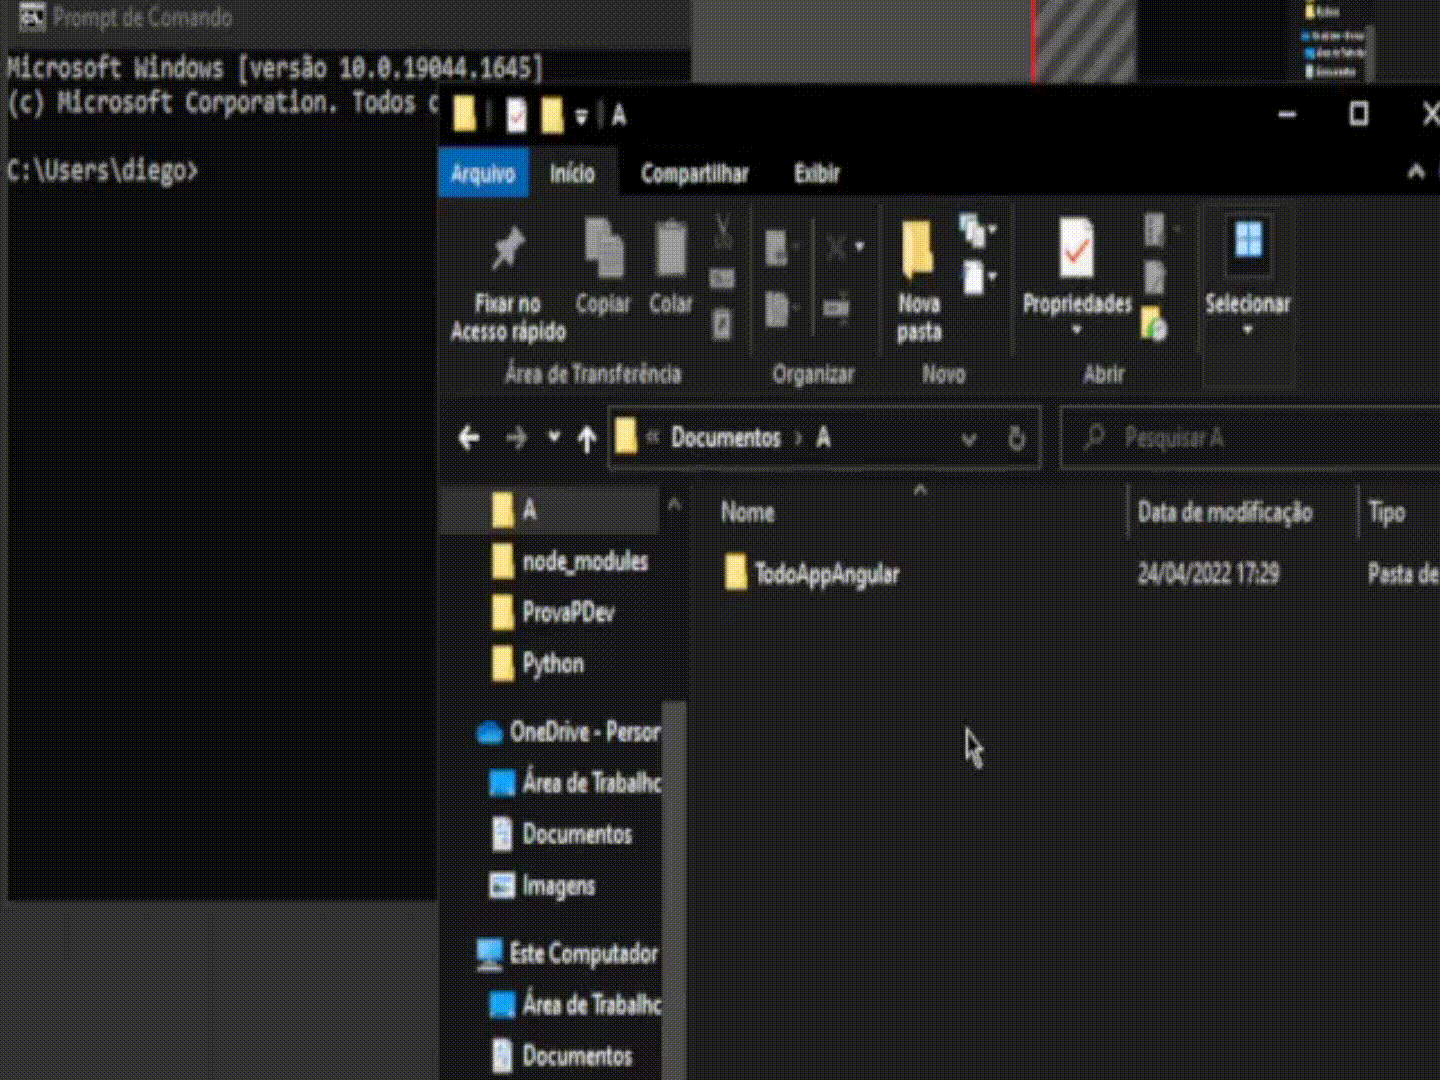 Prompt de Comando
Microsoft Windows [versão 10.0.19044.1645]
(c) Microsoft Corporation. Todos
C:\Users\diego>
A
Arquivo
Início
Compartilhar
Exibir
Fixar no
Acesso rápido
Copiar
Colar
Nova
pasta
Propriedades
Selecionar
Área de Transferência
Organizar
Novo
Abrir
« Documentos › A
Pesquisar A
A
node_modules
ProvaPDev
Python
OneDrive - Person
Área de Trabalho
Documentos
Imagens
Este Computador
Área de Trabalho
Documentos
Nome
Data de modificação
Tipo
TodoAppAngular
24/04/2022 17:29
Pasta de